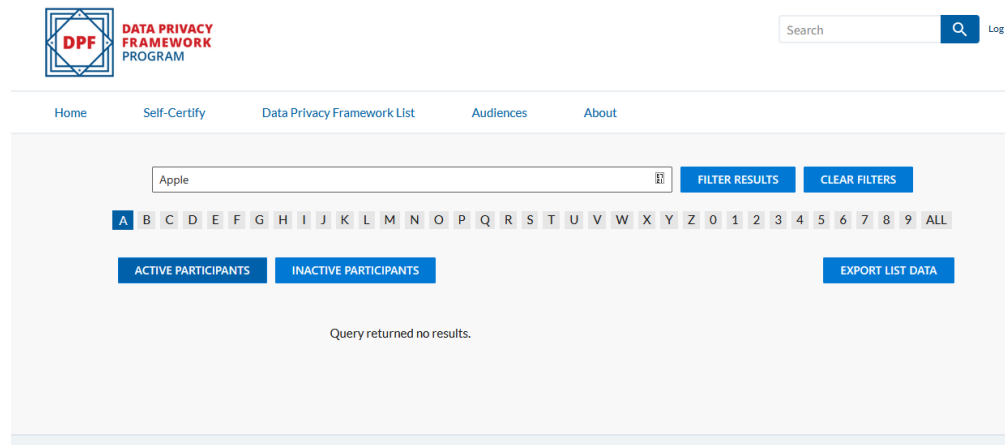 DPF
DATA PRIVACY
FRAMEWORK
PROGRAM
Search
Log
Home Self-Certify Data Privacy Framework List Audiences About
Apple FILTER RESULTS CLEAR FILTERS
A B C D E F G H I J K L M N O P Q R S T U V W X Y Z 0 1 2 3 4 5 6 7 8 9 ALL
ACTIVE PARTICIPANTS INACTIVE PARTICIPANTS EXPORT LIST DATA
Query returned no results.